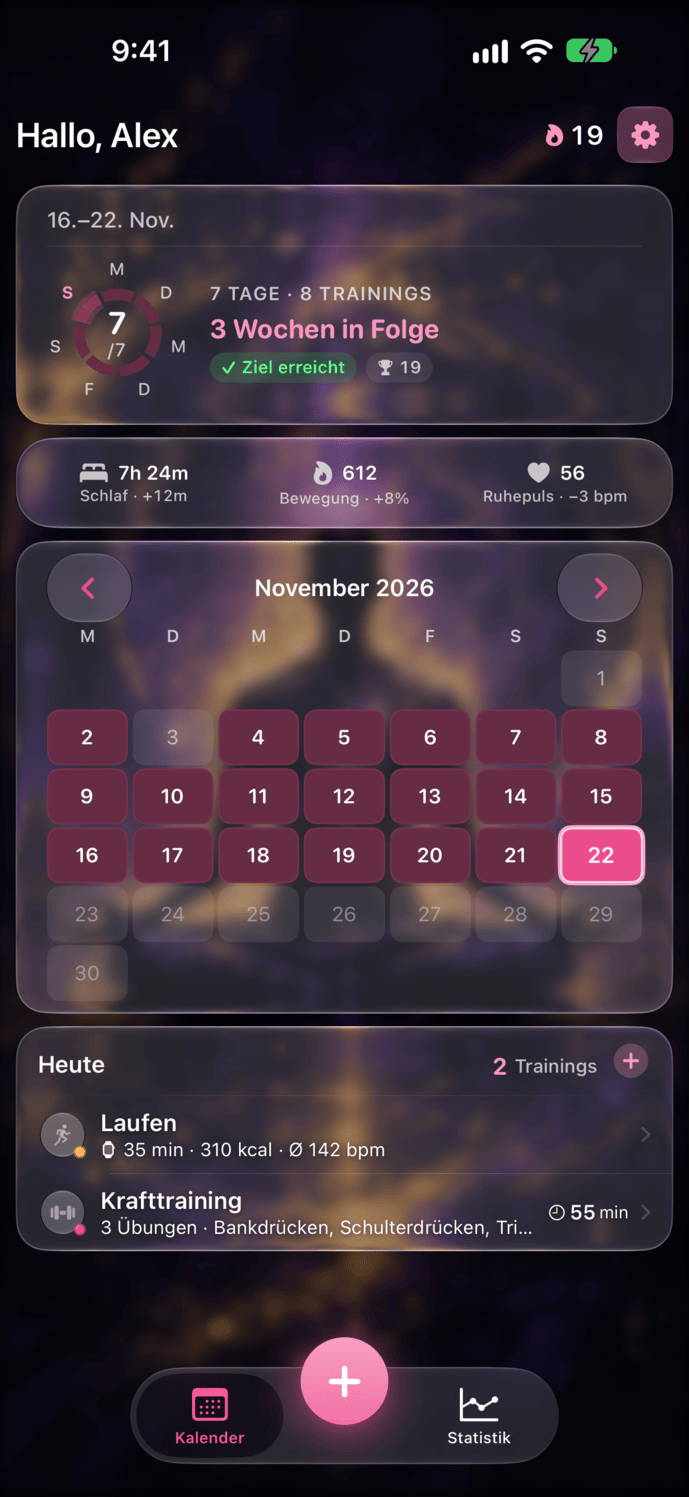 9:41
Hallo, Alex
19
16.–22. Nov.
M
S D
7
/7
S M
F D
7 TAGE · 8 TRAININGS
3 Wochen in Folge
✓ Ziel erreicht 19
7h 24m 612 56
Schlaf · +12m Bewegung · +8% Ruhepuls · −3 bpm
November 2026
M D M D F S S
1
2 3 4 5 6 7 8
9 10 11 12 13 14 15
16 17 18 19 20 21 22
23 24 25 26 27 28 29
30
Heute 2 Trainings +
Laufen
35 min · 310 kcal · Ø 142 bpm
Krafttraining
3 Übungen · Bankdrücken, Schulterdrücken, Tri...
55 min
+
Kalender Statistik